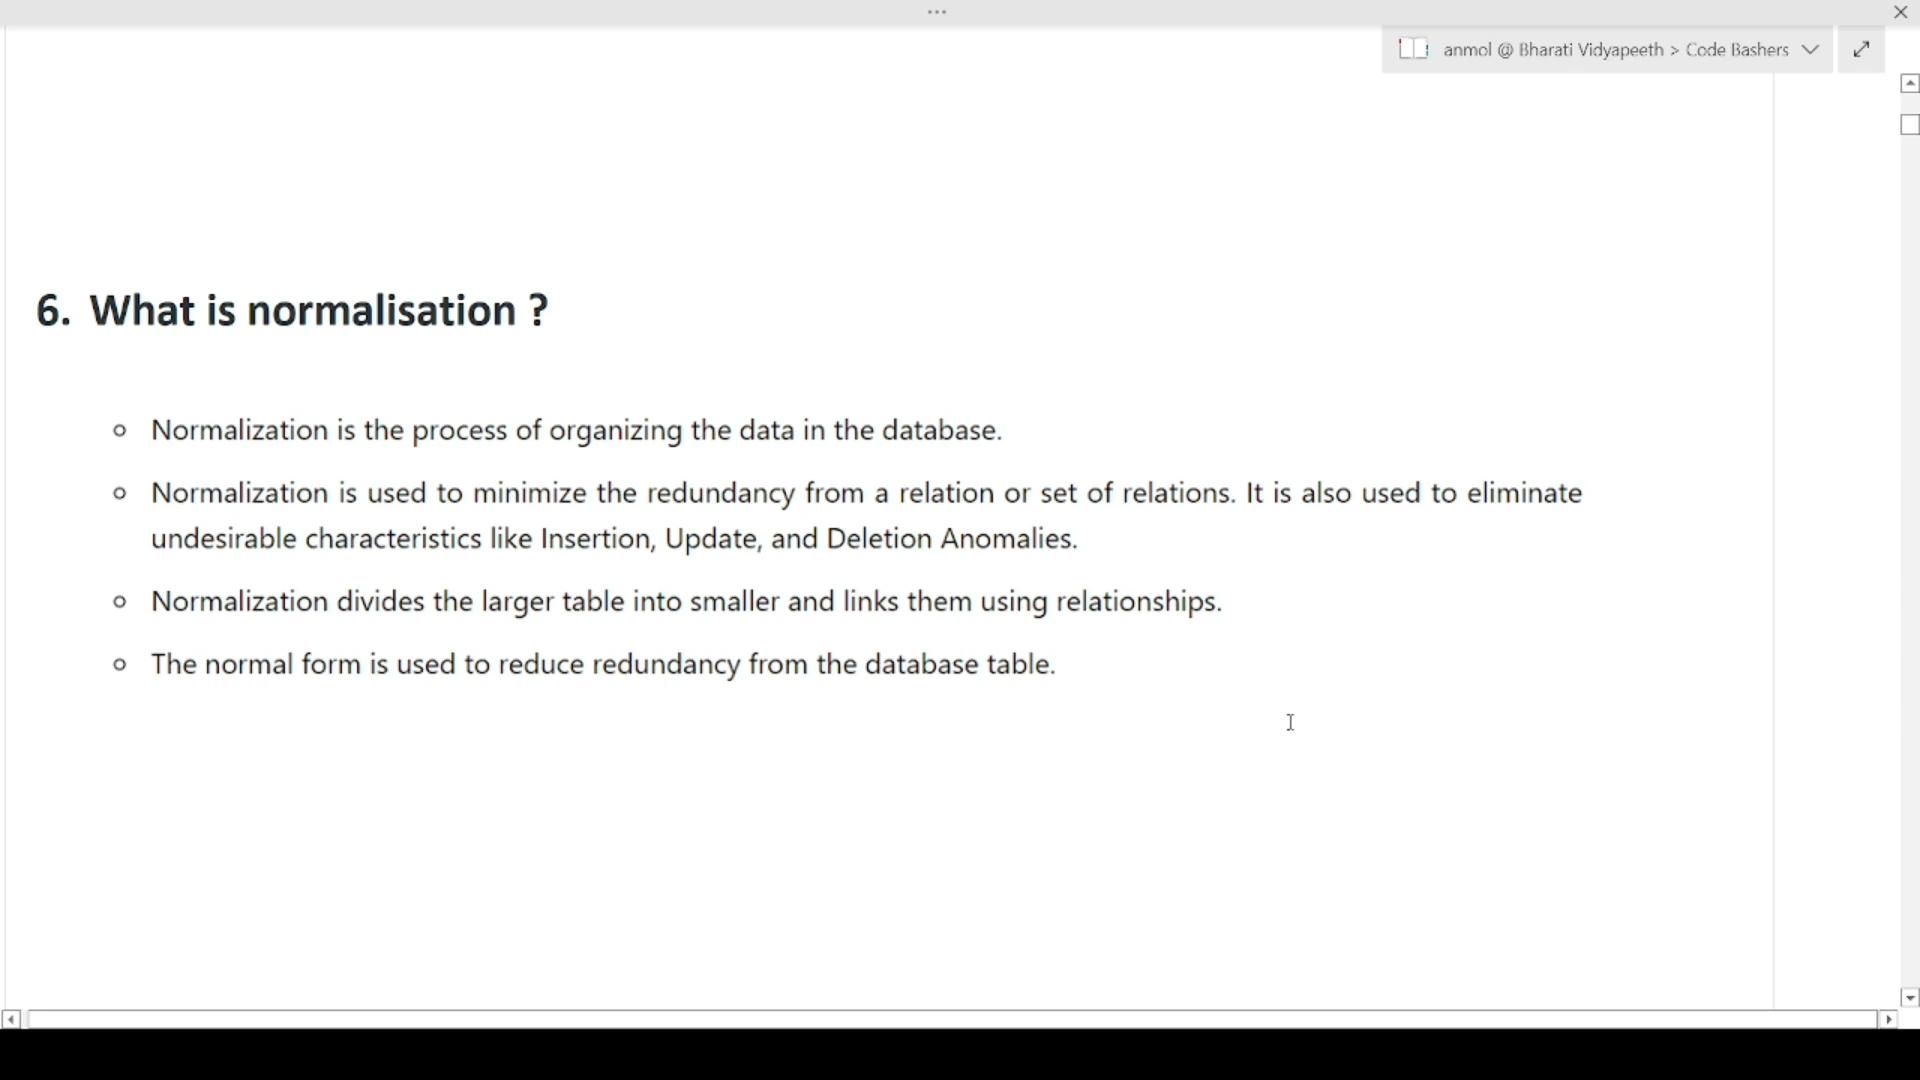 anmol @ Bharati Vidyapeeth > Code Bashers
6. What is normalisation ?
Normalization is the process of organizing the data in the database.
Normalization is used to minimize the redundancy from a relation or set of relations. It is also used to eliminate
undesirable characteristics like Insertion, Update, and Deletion Anomalies.
Normalization divides the larger table into smaller and links them using relationships.
The normal form is used to reduce redundancy from the database table.